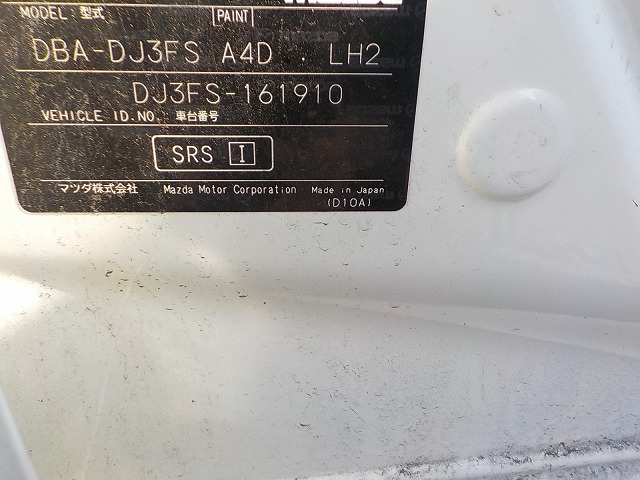 MODEL 型式 PAINT
DBA-DJ3FS A4D LH2
DJ3FS-161910
VEHICLE ID.NO. 車台番号
SRS I
マツダ株式会社 Mazda Motor Corporation Made in Japan
(D10A)